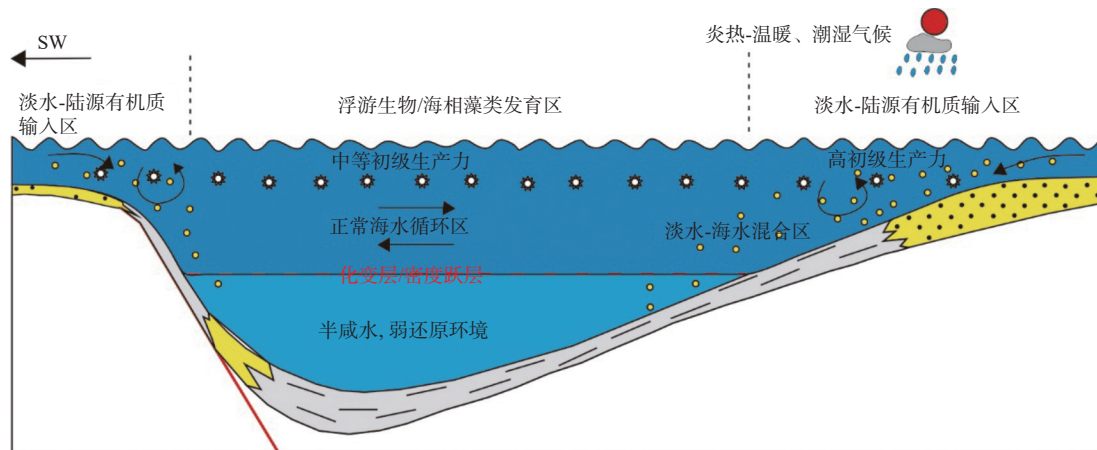 SW
炎热-温暖、潮湿气候
淡水-陆源有机质
输入区
浮游生物/海相藻类发育区
淡水-陆源有机质输入区
中等初级生产力
高初级生产力
正常海水循环区
淡水-海水混合区
化变层/密度跃层
半咸水, 弱还原环境